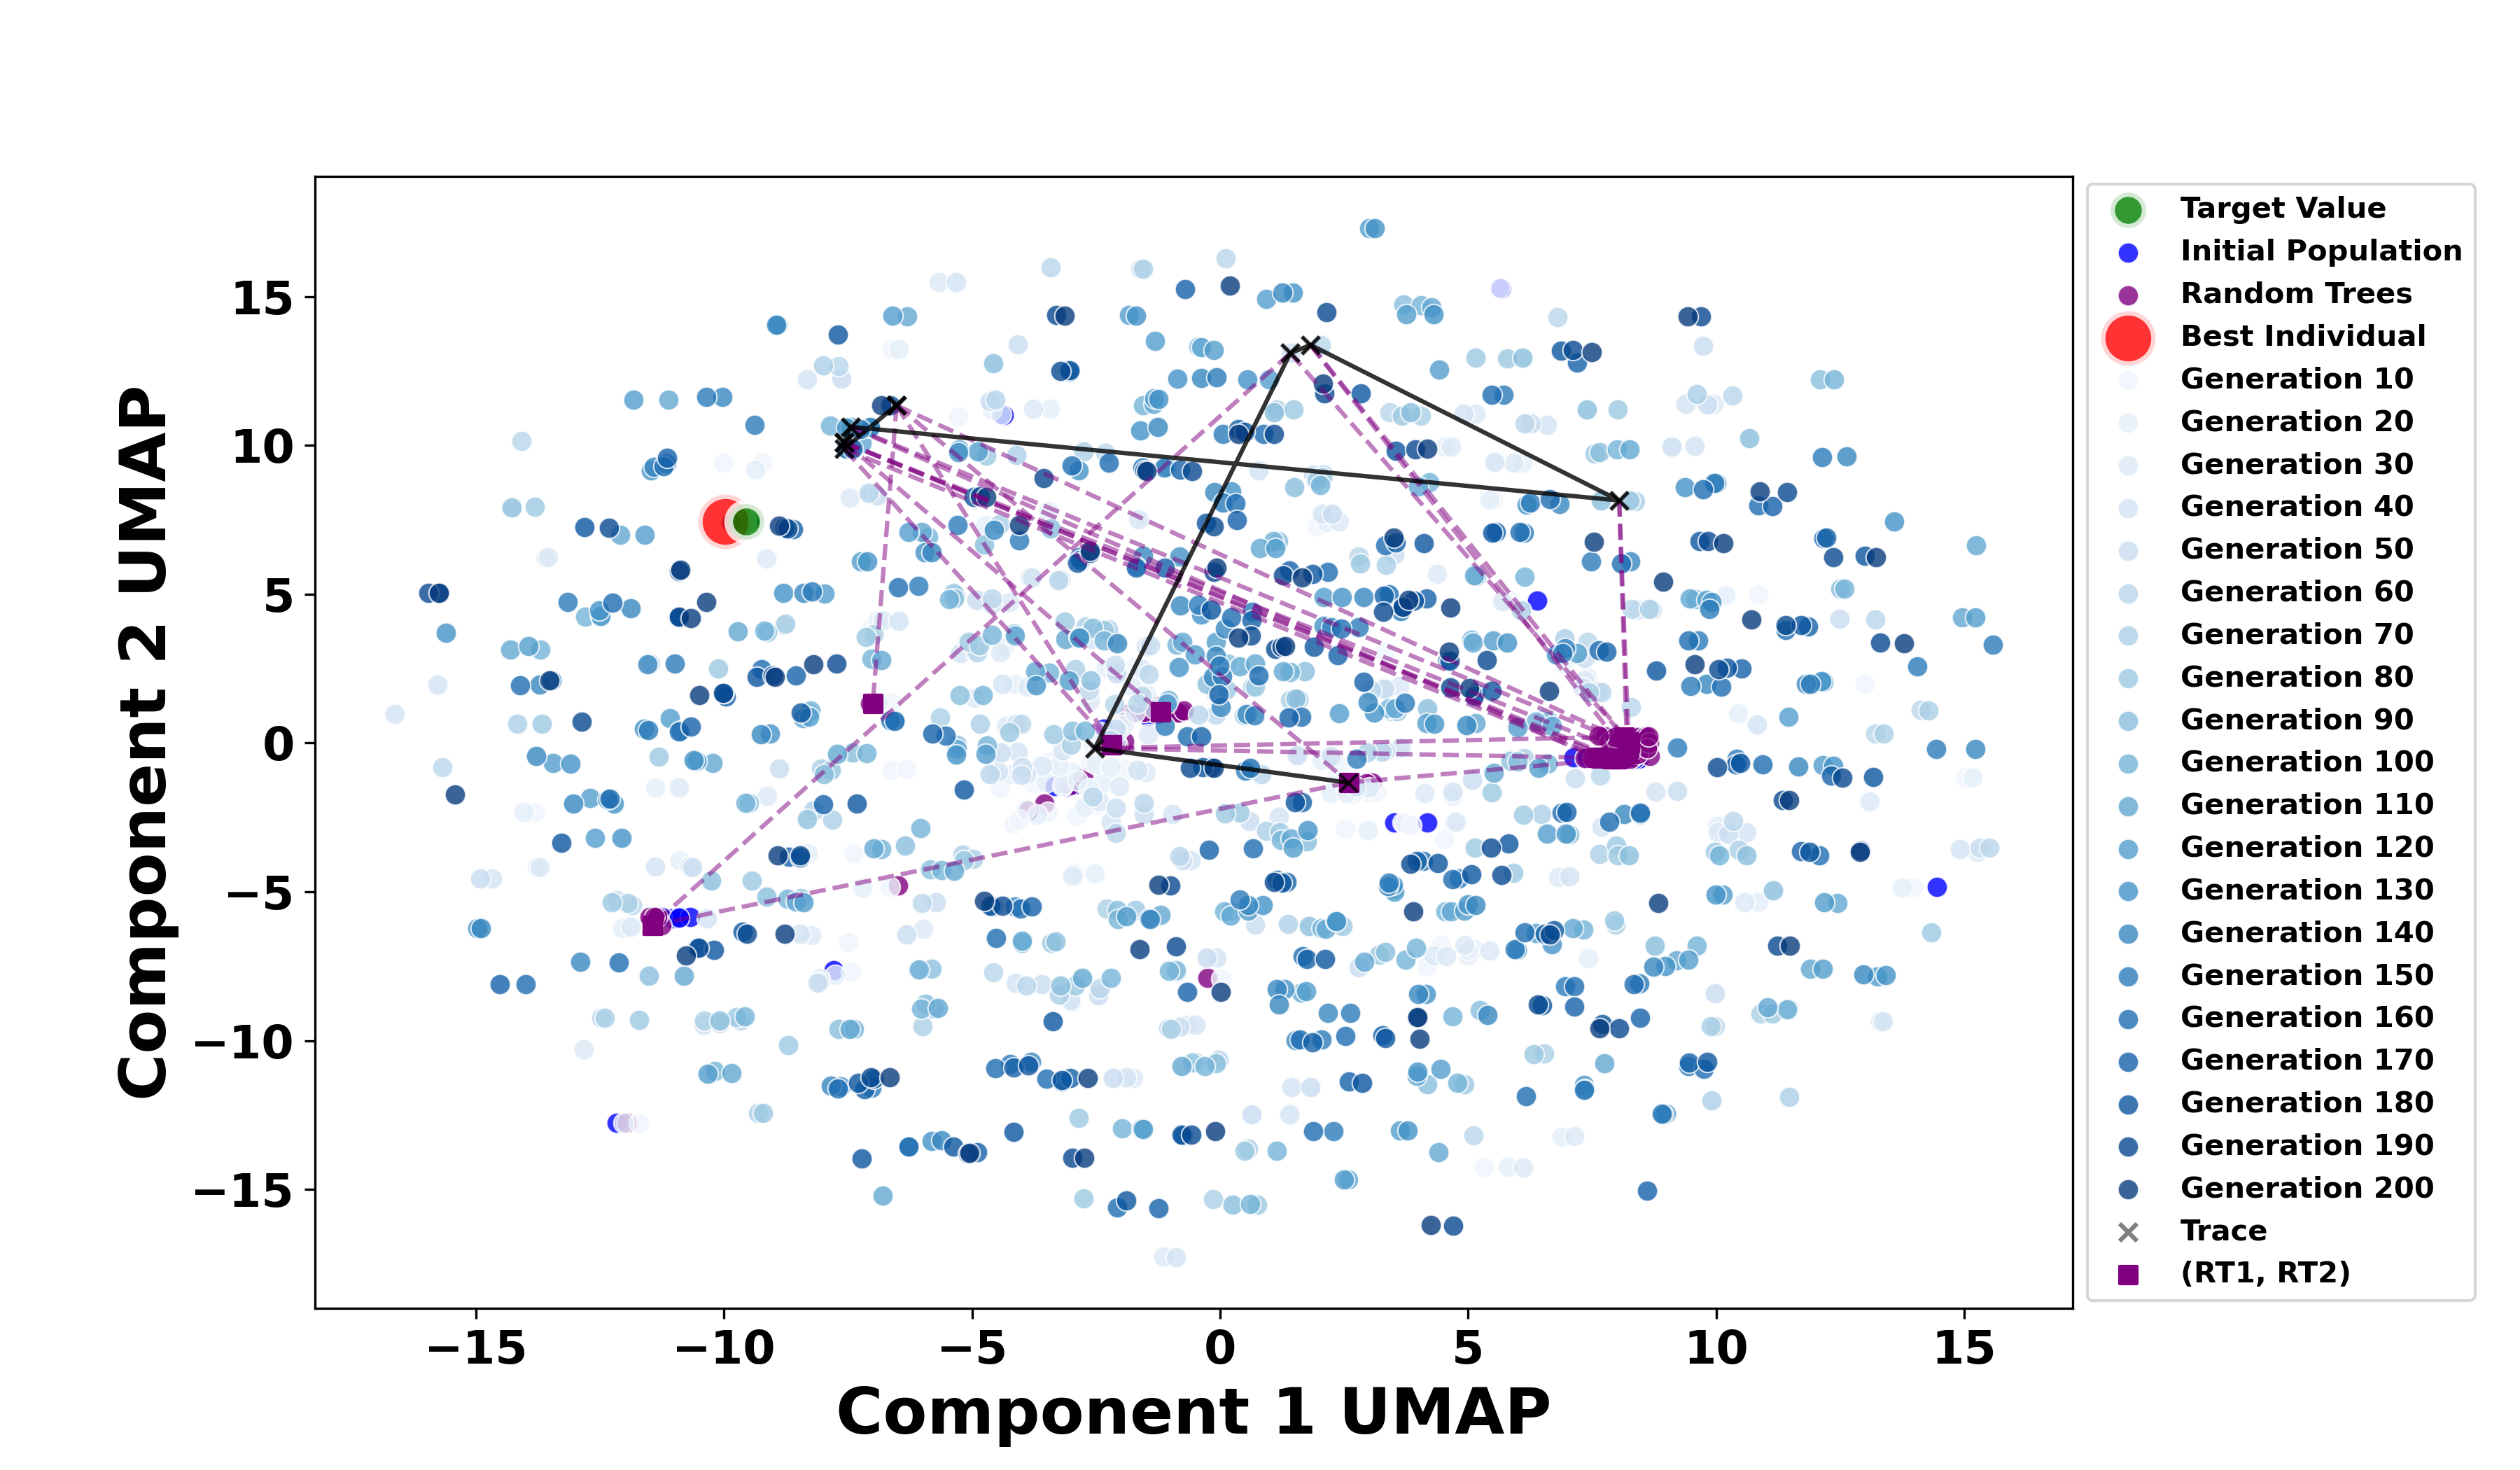 Component 2 UMAP
15
10
5
0
−5
−10
−15
−15
−10
−5
0
5
10
15
Component 1 UMAP
Target Value
Initial Population
Random Trees
Best Individual
Generation 10
Generation 20
Generation 30
Generation 40
Generation 50
Generation 60
Generation 70
Generation 80
Generation 90
Generation 100
Generation 110
Generation 120
Generation 130
Generation 140
Generation 150
Generation 160
Generation 170
Generation 180
Generation 190
Generation 200
Trace
(RT1, RT2)